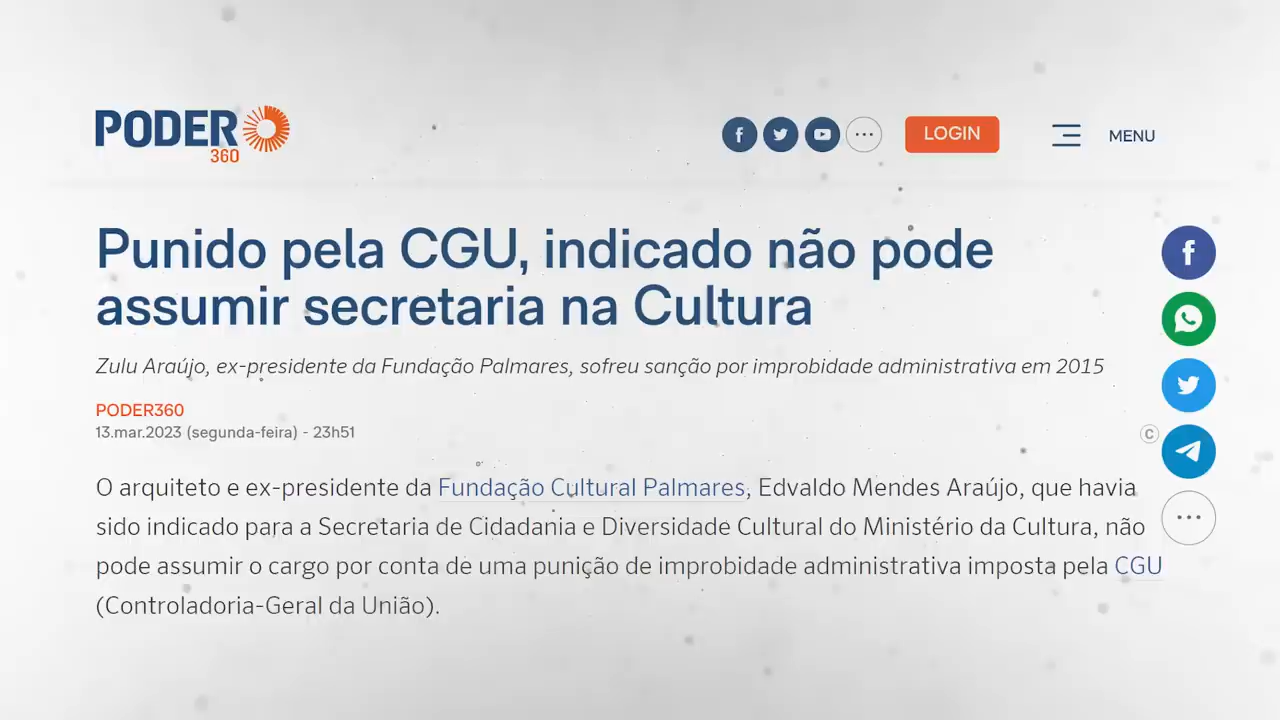 PODER
360
LOGIN
MENU
Punido pela CGU, indicado não pode
assumir secretaria na Cultura
Zulu Araújo, ex-presidente da Fundação Palmares, sofreu sanção por improbidade administrativa em 2015
PODER360
13.mar.2023 (segunda-feira) - 23h51
O arquiteto e ex-presidente da Fundação Cultural Palmares, Edvaldo Mendes Araújo, que havia
sido indicado para a Secretaria de Cidadania e Diversidade Cultural do Ministério da Cultura, não
pode assumir o cargo por conta de uma punição de improbidade administrativa imposta pela CGU
(Controladoria-Geral da União).